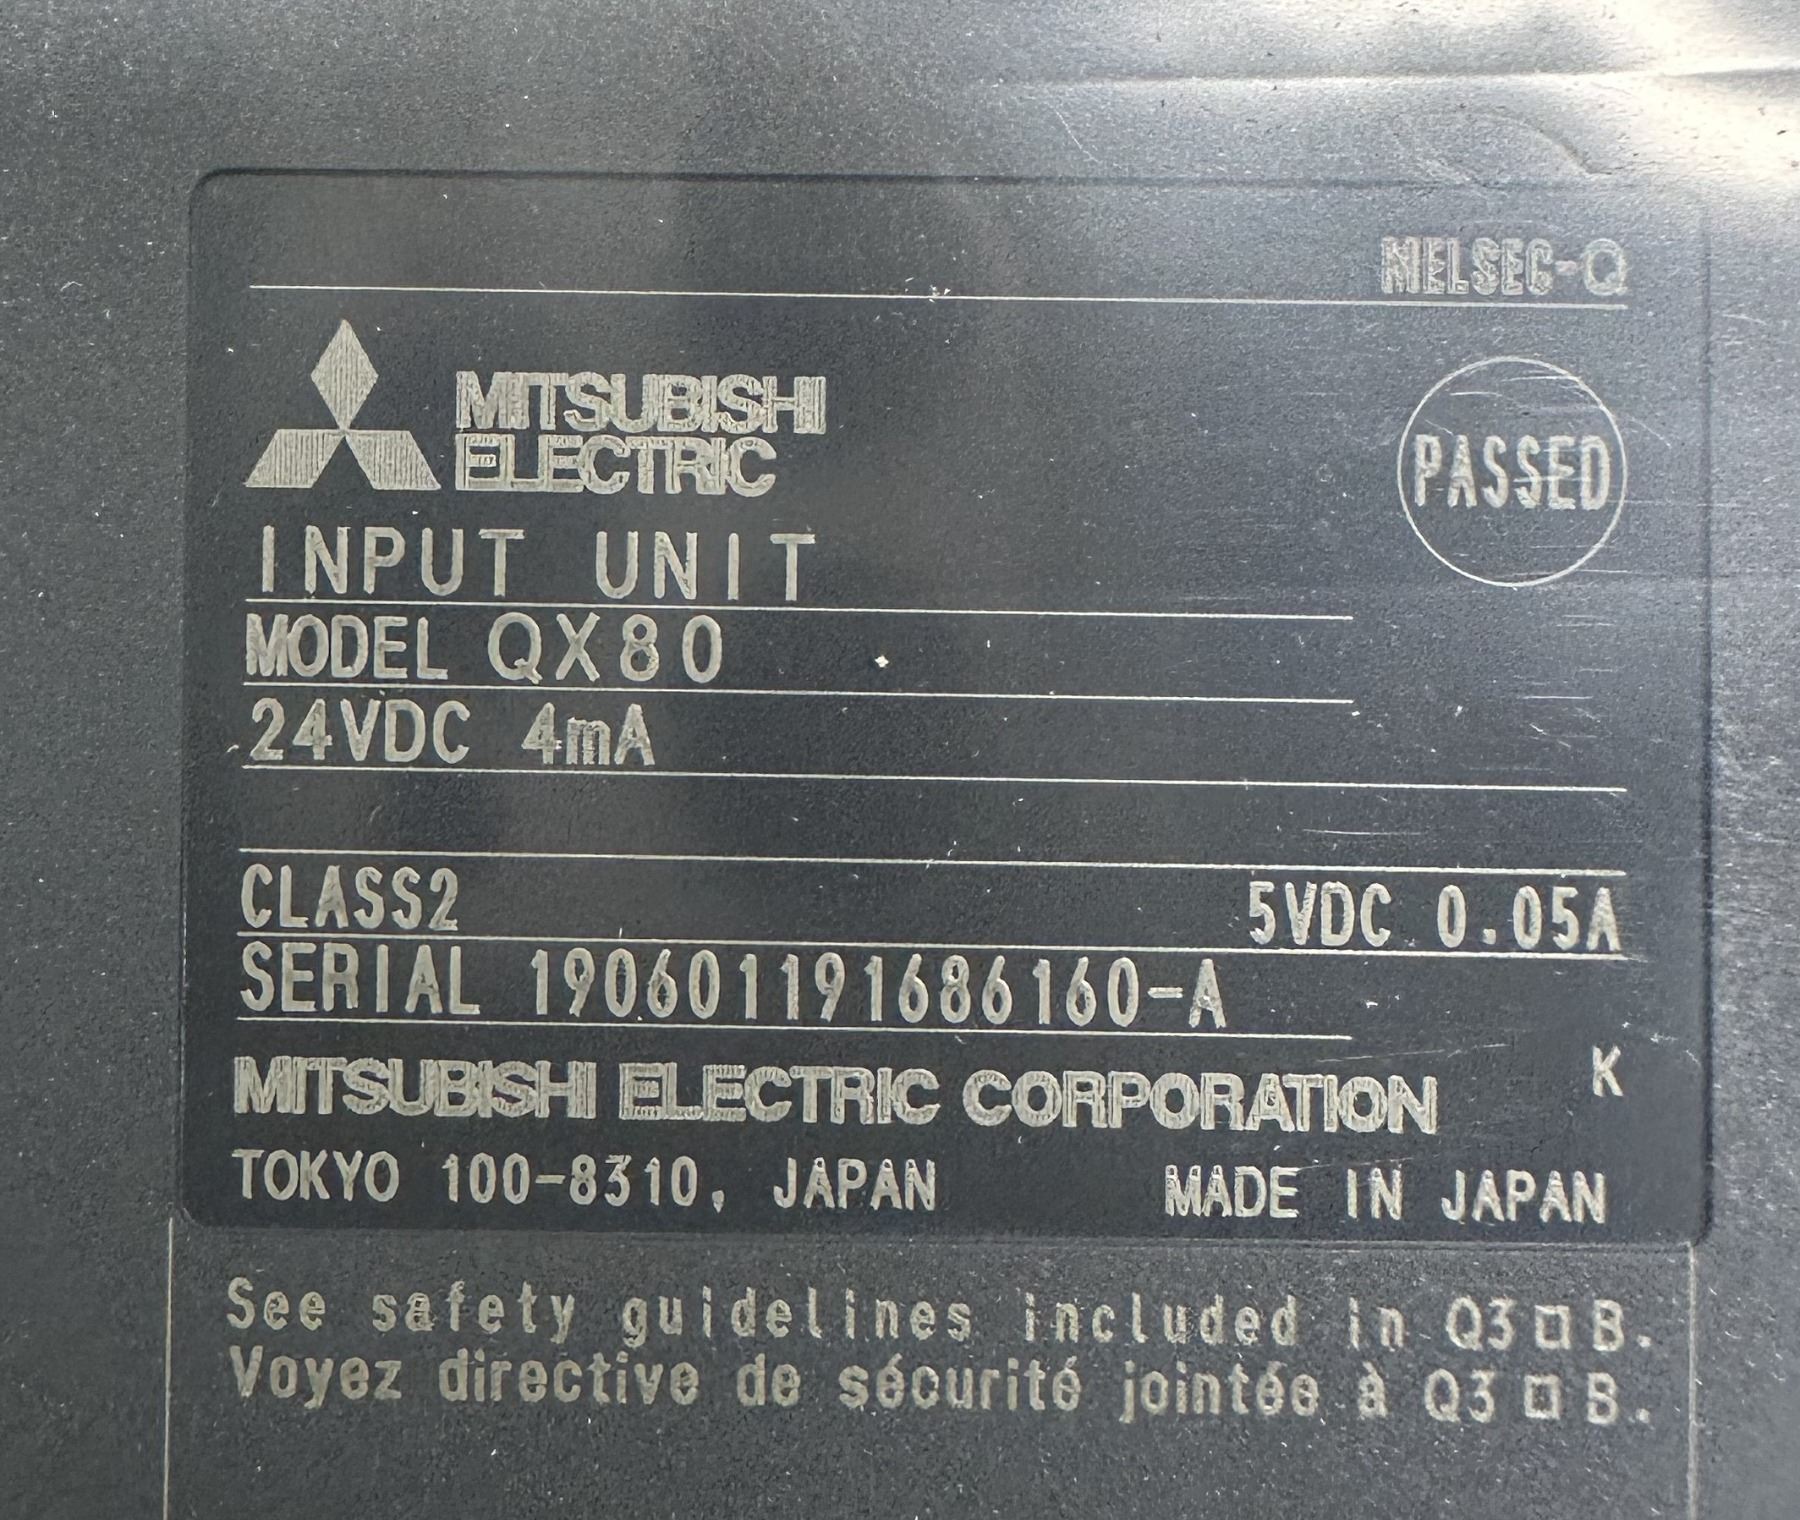 MELSEC-Q
MITSUBISHI
ELECTRIC
PASSED
INPUT UNIT
MODEL QX80
24VDC 4mA
CLASS2 5VDC 0.05A
SERIAL 190601191686160-A
K
MITSUBISHI ELECTRIC CORPORATION
TOKYO 100-8310, JAPAN MADE IN JAPAN
See safety guidelines included in Q3□B.
Voyez directive de sécurité jointée à Q3□B.